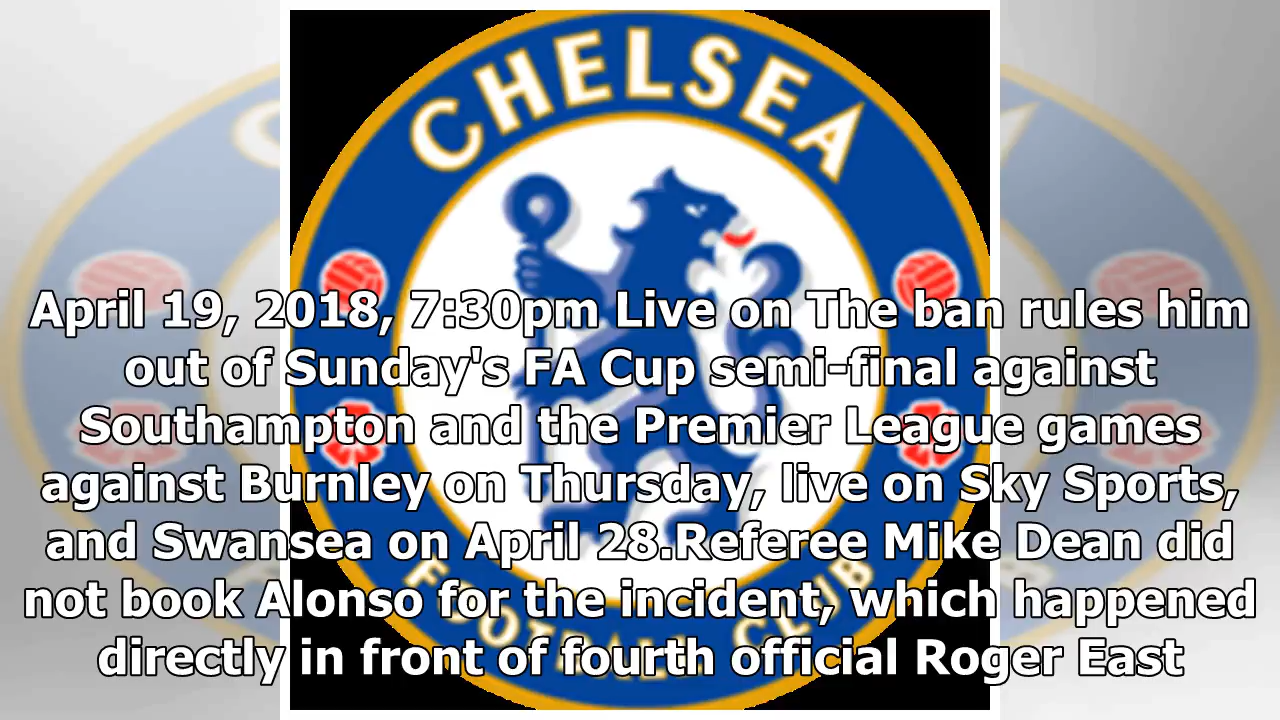 CHELSEA
April 19, 2018, 7:30pm Live on The ban rules him
out of Sunday's FA Cup semi-final against
Southampton and the Premier League games
against Burnley on Thursday, live on Sky Sports,
and Swansea on April 28.Referee Mike Dean did
not book Alonso for the incident, which happened
directly in front of fourth official Roger East
FOOTBALL CLUB